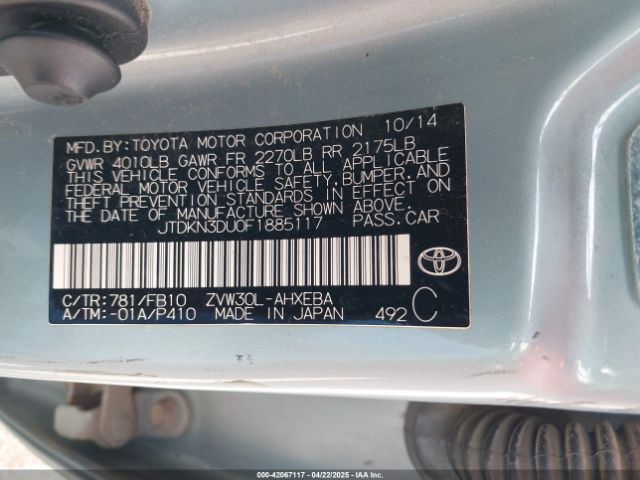 MFD.BY:TOYOTA MOTOR CORPORATION 10/14
GVWR 4010LB GAWR FR 2270LB RR 2175LB
THIS VEHICLE CONFORMS TO ALL APPLICABLE
FEDERAL MOTOR VEHICLE SAFETY,BUMPER,AND
THEFT PREVENTION STANDARDS IN EFFECT ON
THE DATE OF MANUFACTURE SHOWN ABOVE.
JTDKN3DU0F1885117 PASS.CAR
C/TR:781/FB10 ZVW30L-AHXEBA
A/TM:-01A/P410 MADE IN JAPAN 492 C
000-42067117 04/22/2025 IAA Inc.